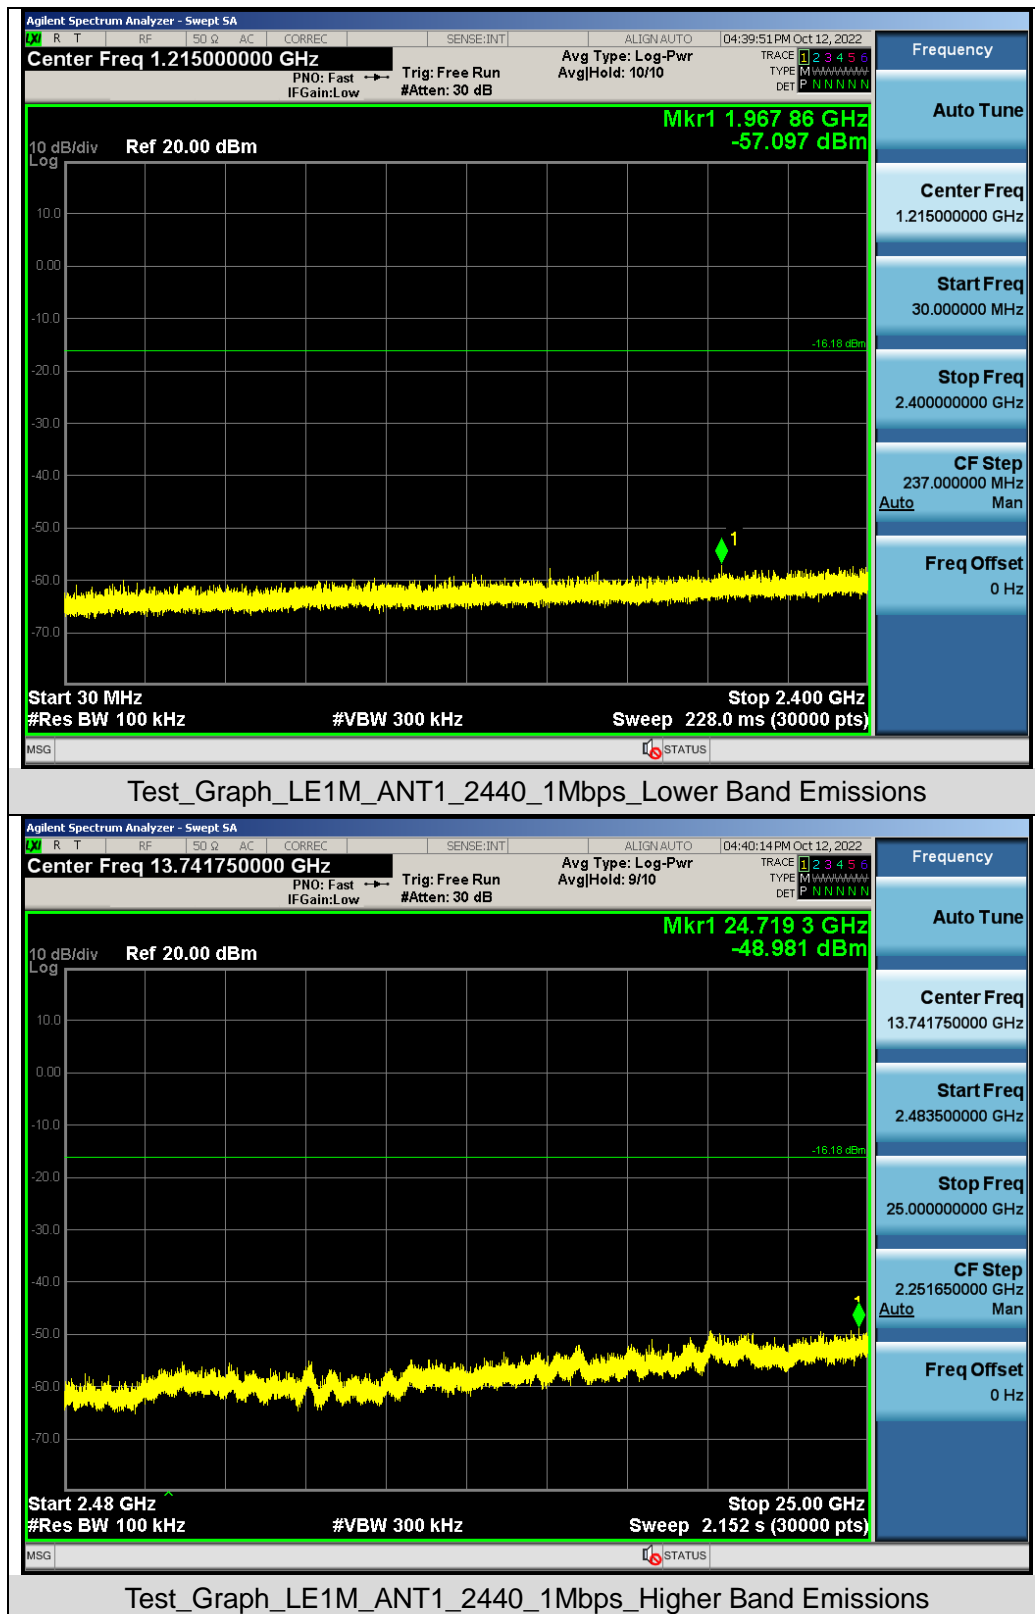 Agilent Spectrum Analyzer - Swept SA
LXI R T RF 50 Ω AC CORREC SENSE:INT ALIGN AUTO 04:39:51 PM Oct 12, 2022
Center Freq 1.215000000 GHz
PNO: Fast
IFGain:Low
Trig: Free Run
#Atten: 30 dB
Avg Type: Log-Pwr
Avg|Hold: 10/10
TRACE 1 2 3 4 5 6
TYPE M
DET P N N N N N
Mkr1 1.967 86 GHz
-57.097 dBm
10 dB/div
Log
Ref 20.00 dBm
10.0
0.00
-10.0
-16.18 dBm
-20.0
-30.0
-40.0
-50.0
1
-60.0
-70.0
Start 30 MHz
Stop 2.400 GHz
#Res BW 100 kHz
#VBW 300 kHz
Sweep 228.0 ms (30000 pts)
MSG
STATUS
Frequency
Auto Tune
Center Freq
1.215000000 GHz
Start Freq
30.000000 MHz
Stop Freq
2.400000000 GHz
CF Step
237.000000 MHz
Auto Man
Freq Offset
0 Hz
Test_Graph_LE1M_ANT1_2440_1Mbps_Lower Band Emissions
Agilent Spectrum Analyzer - Swept SA
LXI R T RF 50 Ω AC CORREC SENSE:INT ALIGN AUTO 04:40:14 PM Oct 12, 2022
Center Freq 13.741750000 GHz
PNO: Fast
IFGain:Low
Trig: Free Run
#Atten: 30 dB
Avg Type: Log-Pwr
Avg|Hold: 9/10
TRACE 1 2 3 4 5 6
TYPE M
DET P N N N N N
Mkr1 24.719 3 GHz
-48.981 dBm
10 dB/div
Log
Ref 20.00 dBm
10.0
0.00
-10.0
-16.18 dBm
-20.0
-30.0
-40.0
1
-50.0
-60.0
-70.0
Start 2.48 GHz
Stop 25.00 GHz
#Res BW 100 kHz
#VBW 300 kHz
Sweep 2.152 s (30000 pts)
MSG
STATUS
Frequency
Auto Tune
Center Freq
13.741750000 GHz
Start Freq
2.483500000 GHz
Stop Freq
25.000000000 GHz
CF Step
2.251650000 GHz
Auto Man
Freq Offset
0 Hz
Test_Graph_LE1M_ANT1_2440_1Mbps_Higher Band Emissions